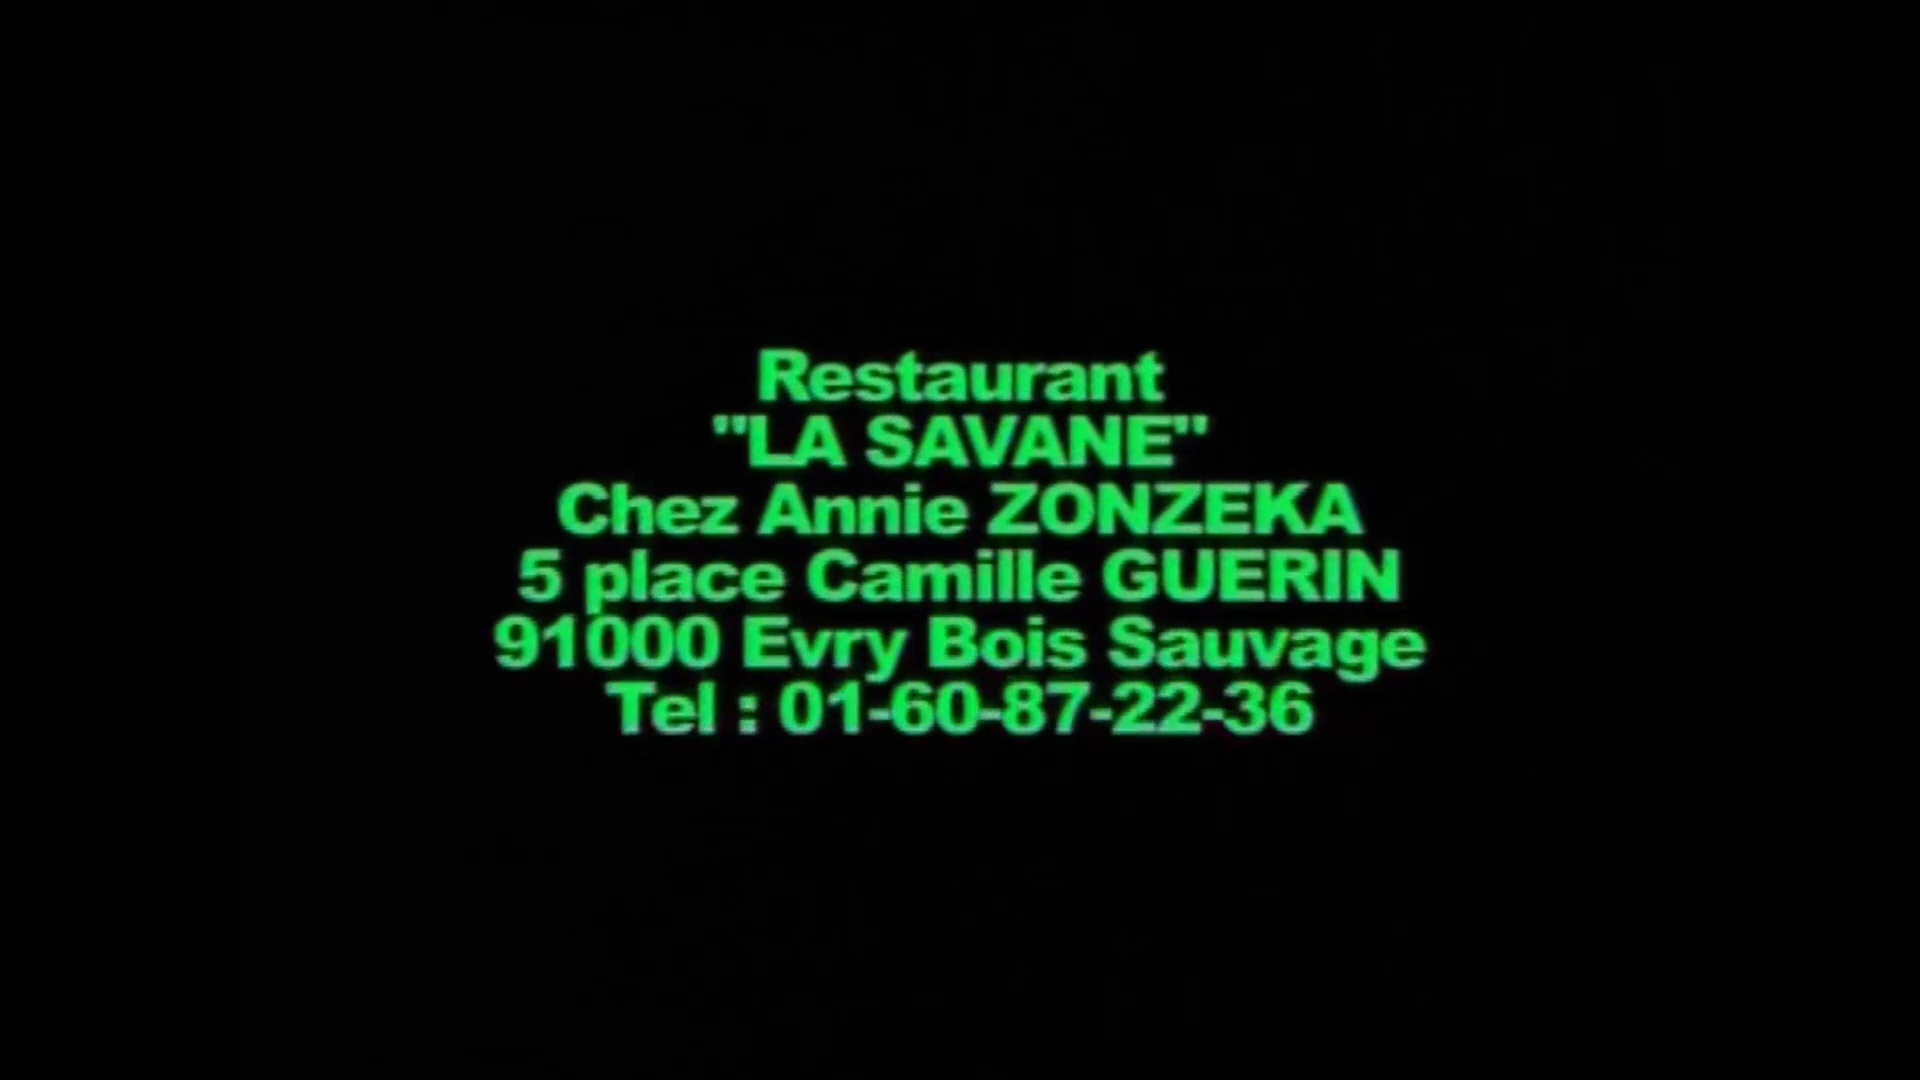 Restaurant
"LA SAVANE"
Chez Annie ZONZEKA
5 place Camille GUERIN
91000 Evry Bois Sauvage
Tel : 01-60-87-22-36